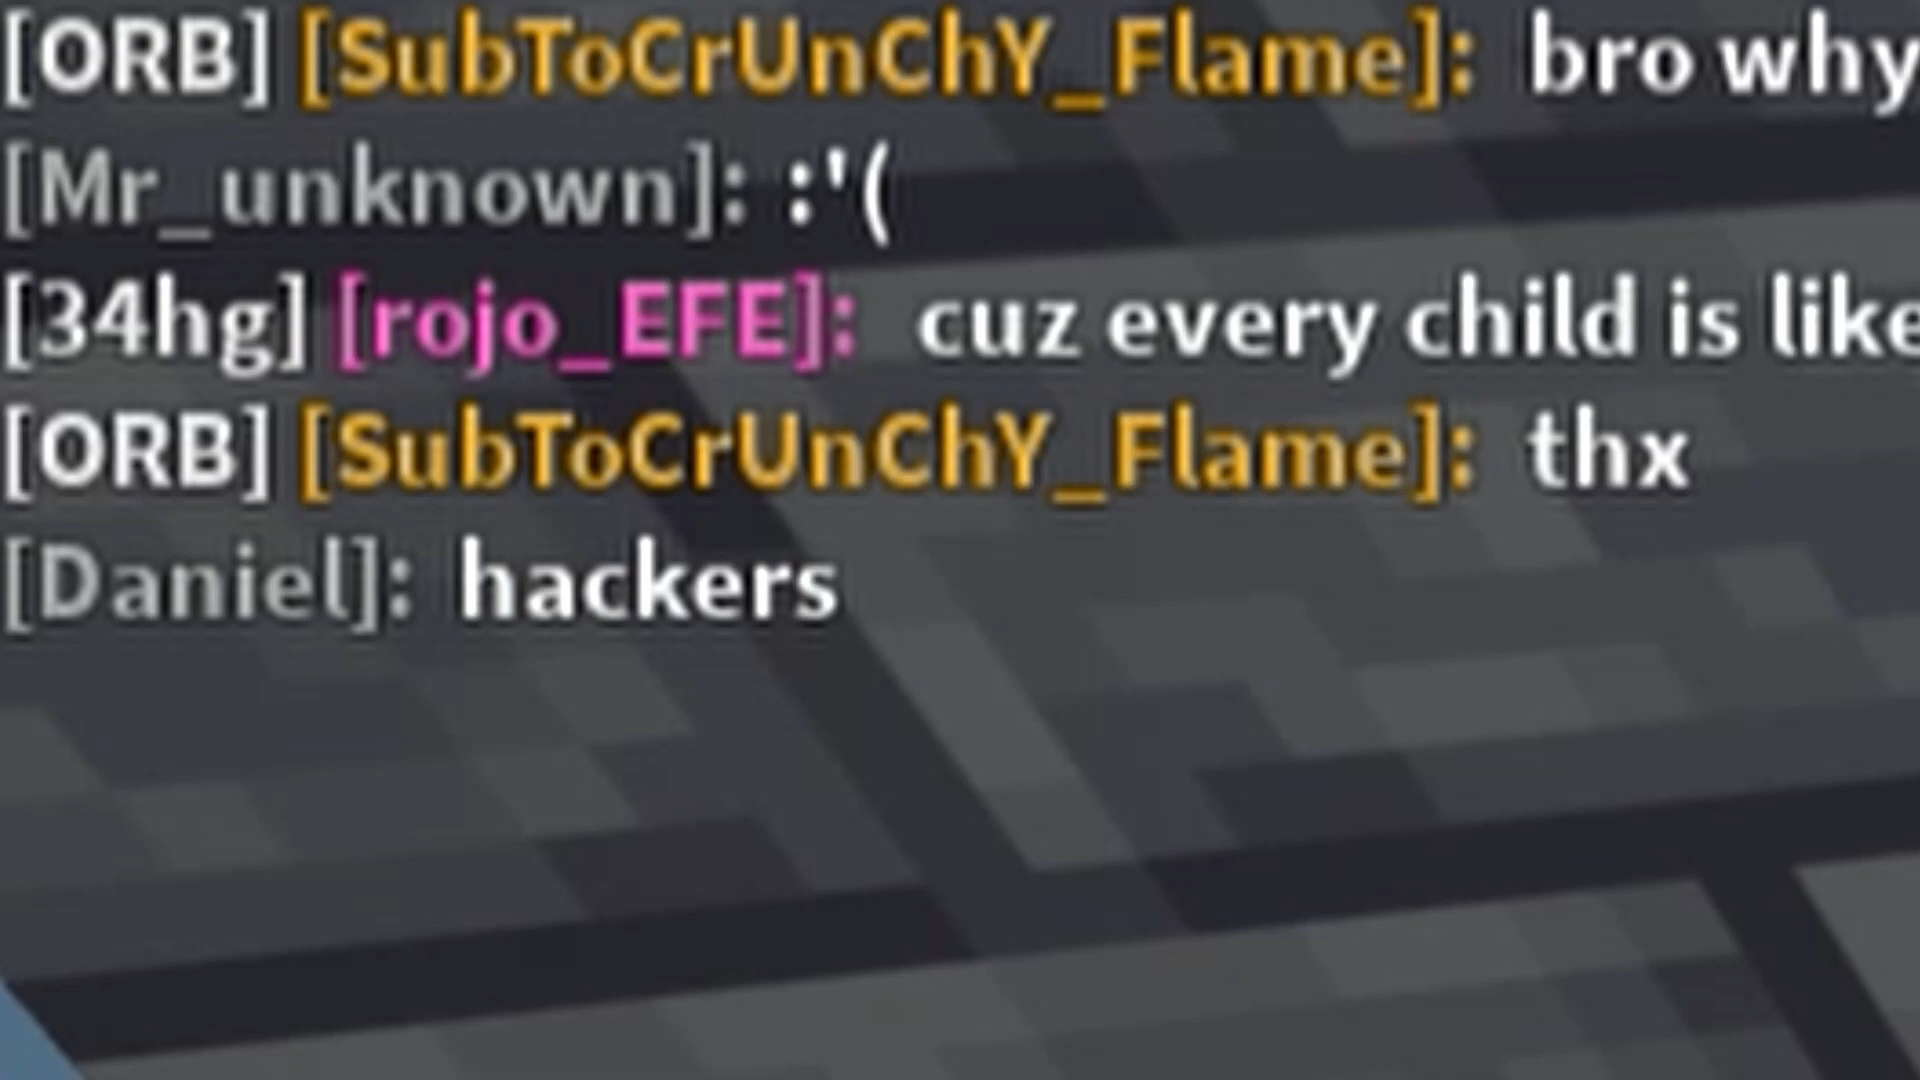 [ORB] [SubToCrUnChY_Flame]: bro why
[Mr_unknown]: :'(
[34hg] [rojo_EFE]: cuz every child is like
[ORB] [SubToCrUnChY_Flame]: thx
[Daniel]: hackers